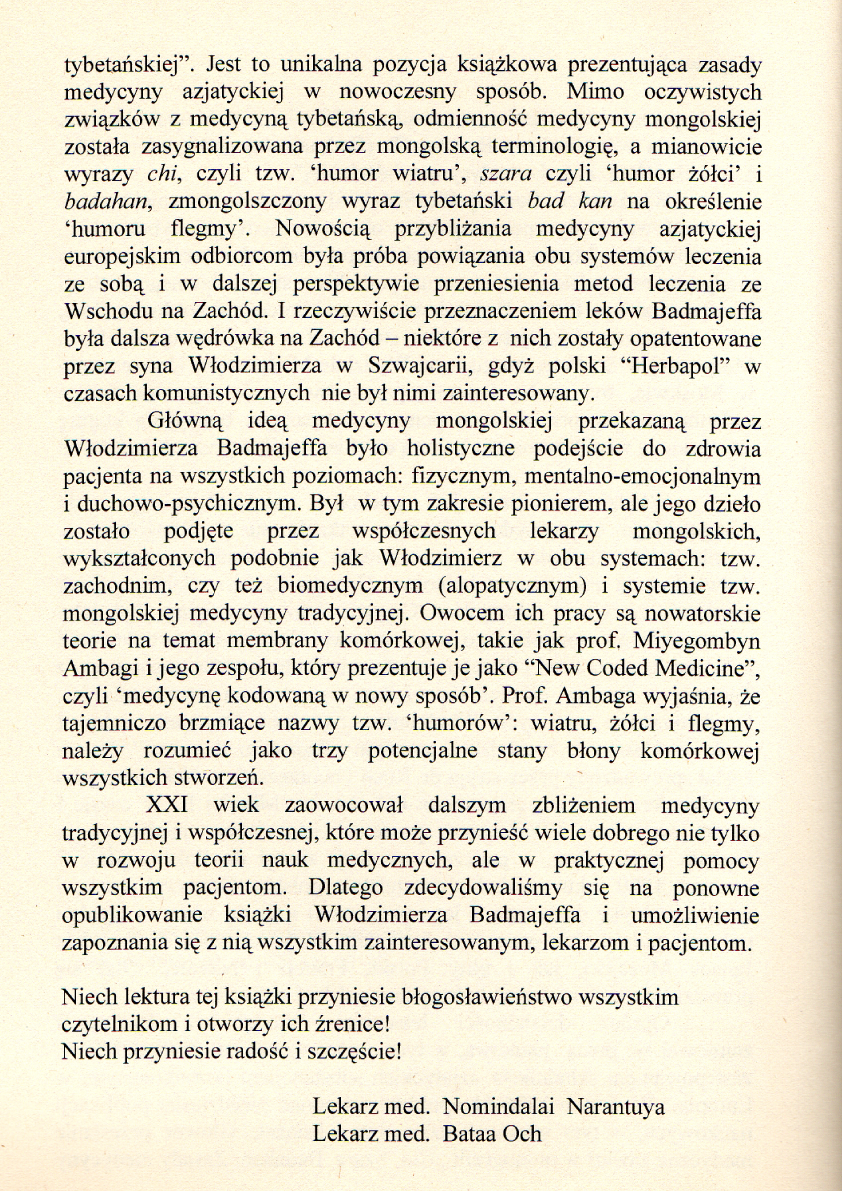 tybetańskiej”. Jest to unikalna pozycja książkowa prezentująca zasady
medycyny azjatyckiej w nowoczesny sposób. Mimo oczywistych
związków z medycyną tybetańską, odmienność medycyny mongolskiej
została zasygnalizowana przez mongolską terminologię, a mianowicie
wyrazy chi, czyli tzw. ‘humor wiatru’, szara czyli ‘humor żółci’ i
badahan, zmongolszczony wyraz tybetański bad kan na określenie
‘humoru flegmy’. Nowością przybliżania medycyny azjatyckiej
europejskim odbiorcom była próba powiązania obu systemów leczenia
ze sobą i w dalszej perspektywie przeniesienia metod leczenia ze
Wschodu na Zachód. I rzeczywiście przeznaczeniem leków Badmajeffa
była dalsza wędrówka na Zachód – niektóre z nich zostały opatentowane
przez syna Włodzimierza w Szwajcarii, gdyż polski “Herbapol” w
czasach komunistycznych nie był nimi zainteresowany.
Główną ideą medycyny mongolskiej przekazaną przez
Włodzimierza Badmajeffa było holistyczne podejście do zdrowia
pacjenta na wszystkich poziomach: fizycznym, mentalno-emocjonalnym
i duchowo-psychicznym. Był w tym zakresie pionierem, ale jego dzieło
zostało podjęte przez współczesnych lekarzy mongolskich,
wykształconych podobnie jak Włodzimierz w obu systemach: tzw.
zachodnim, czy też biomedycznym (alopatycznym) i systemie tzw.
mongolskiej medycyny tradycyjnej. Owocem ich pracy są nowatorskie
teorie na temat membrany komórkowej, takie jak prof. Miyegombyn
Ambagi i jego zespołu, który prezentuje je jako “New Coded Medicine”,
czyli ‘medycynę kodowaną w nowy sposób’. Prof. Ambaga wyjaśnia, że
tajemniczo brzmiące nazwy tzw. ‘humorów’: wiatru, żółci i flegmy,
należy rozumieć jako trzy potencjalne stany błony komórkowej
wszystkich stworzeń.
XXI wiek zaowocował dalszym zbliżeniem medycyny
tradycyjnej i współczesnej, które może przynieść wiele dobrego nie tylko
w rozwoju teorii nauk medycznych, ale w praktycznej pomocy
wszystkim pacjentom. Dlatego zdecydowaliśmy się na ponowne
opublikowanie książki Włodzimierza Badmajeffa i umożliwienie
zapoznania się z nią wszystkim zainteresowanym, lekarzom i pacjentom.
Niech lektura tej książki przyniesie błogosławieństwo wszystkim
czytelnikom i otworzy ich źrenice!
Niech przyniesie radość i szczęście!
Lekarz med. Nomindalai Narantuya
Lekarz med. Bataa Och